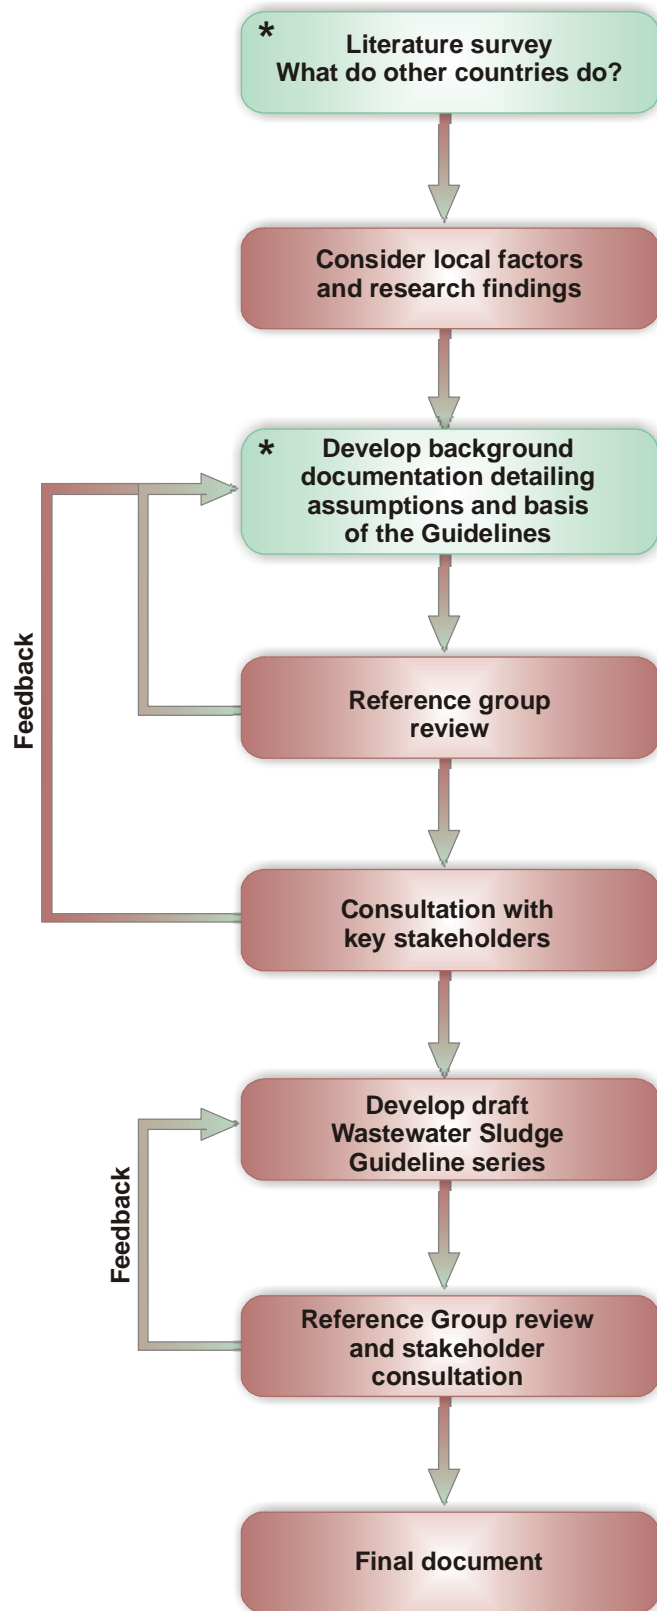 *
Literature survey
What do other countries do?
Consider local factors
and research findings
*
Develop background
documentation detailing
assumptions and basis
of the Guidelines
Feedback
Reference group
review
Consultation with
key stakeholders
Develop draft
Wastewater Sludge
Guideline series
Feedback
Reference Group review
and stakeholder
consultation
Final document